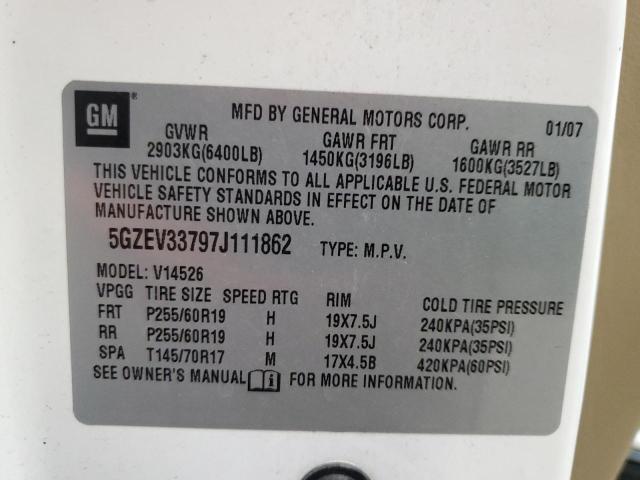 GM ®
MFD BY GENERAL MOTORS CORP. 01/07
GVWR GAWR FRT GAWR RR
2903KG(6400LB) 1450KG(3196LB) 1600KG(3527LB)
THIS VEHICLE CONFORMS TO ALL APPLICABLE U.S. FEDERAL MOTOR
VEHICLE SAFETY STANDARDS IN EFFECT ON THE DATE OF
MANUFACTURE SHOWN ABOVE.
5GZEV33797J111862 TYPE: M.P.V.
MODEL: V14526
VPGG TIRE SIZE SPEED RTG RIM COLD TIRE PRESSURE
FRT P255/60R19 H 19X7.5J 240KPA(35PSI)
RR P255/60R19 H 19X7.5J 240KPA(35PSI)
SPA T145/70R17 M 17X4.5B 420KPA(60PSI)
SEE OWNER'S MANUAL i FOR MORE INFORMATION.